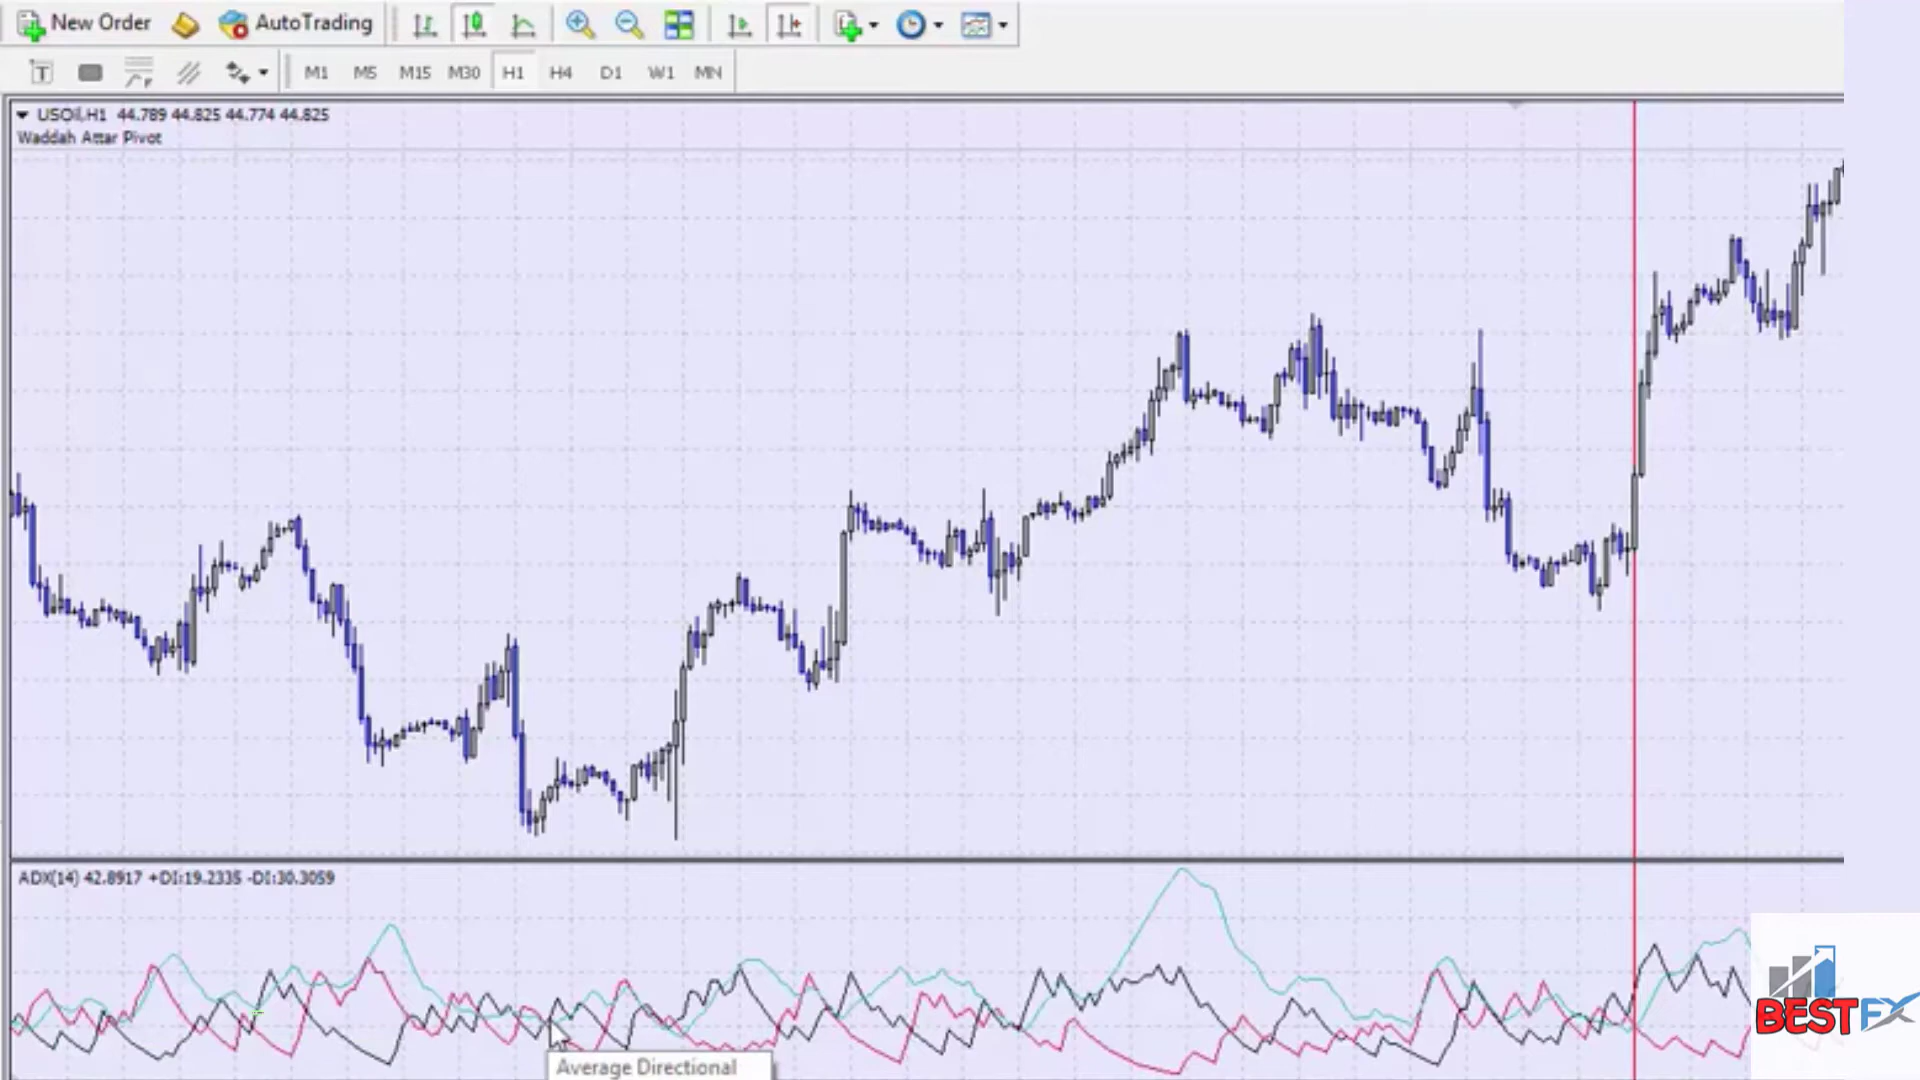 New Order AutoTrading
T M1 M5 M15 M30 H1 H4 D1 W1 MN
USOil,H1 44.789 44.825 44.774 44.825
Waddah Attar Pivot
ADX(14) 42.8917 +DI:19.2335 -DI:30.3059
Average Directional
BESTFX